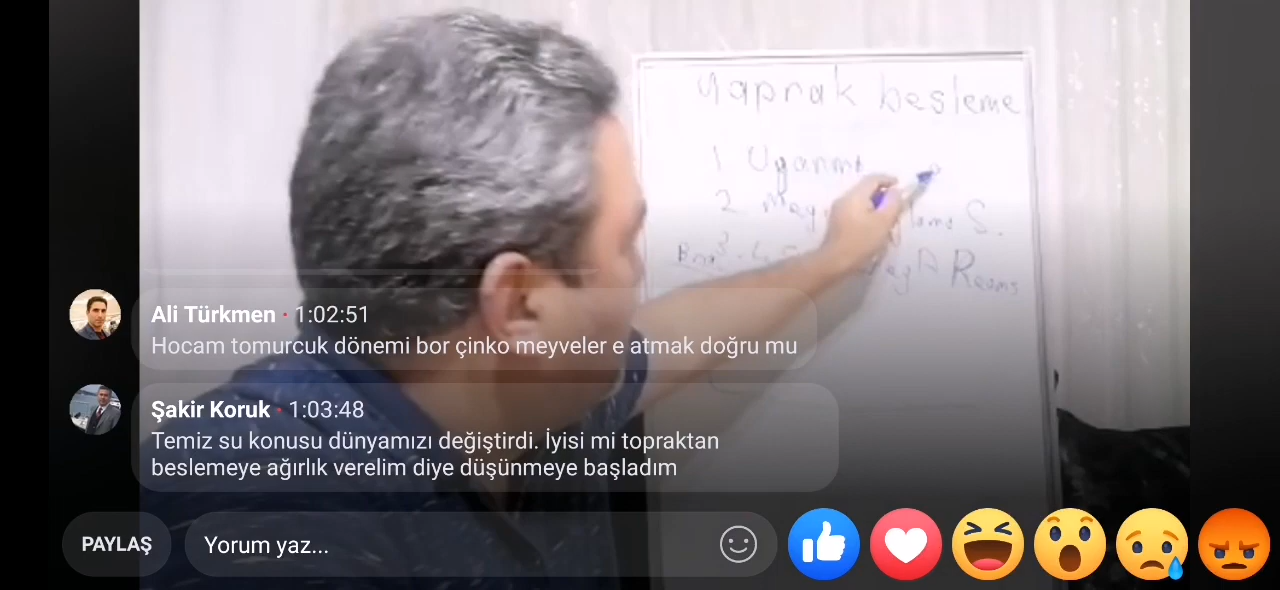 Yaprak besleme
1 Uyanma
2
S.
Ali Türkmen · 1:02:51
Hocam tomurcuk dönemi bor çinko meyveler e atmak doğru mu
Şakir Koruk · 1:03:48
Temiz su konusu dünyamızı değiştirdi. İyisi mi topraktan
beslemeye ağırlık verelim diye düşünmeye başladım
PAYLAŞ
Yorum yaz...